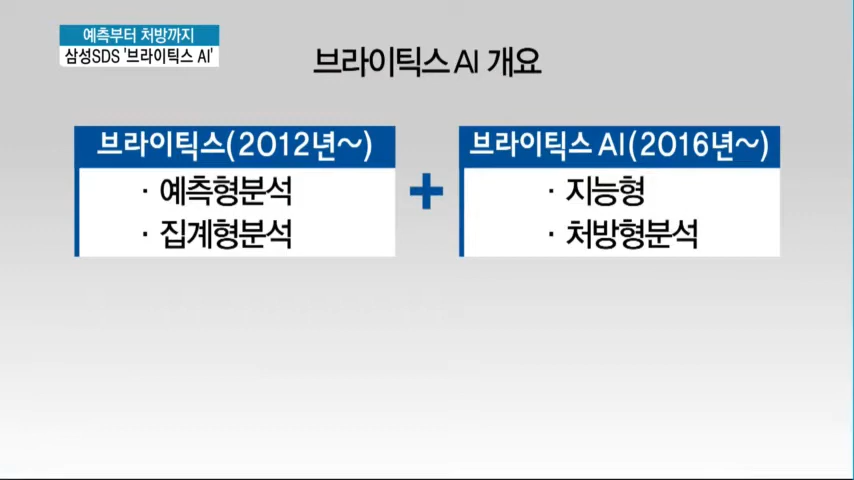 예측부터 처방까지
삼성SDS '브라이틱스 AI'
브라이틱스 AI 개요
브라이틱스(2012년~)
· 예측형분석
· 집계형분석
+
브라이틱스 AI(2016년~)
· 지능형
· 처방형분석